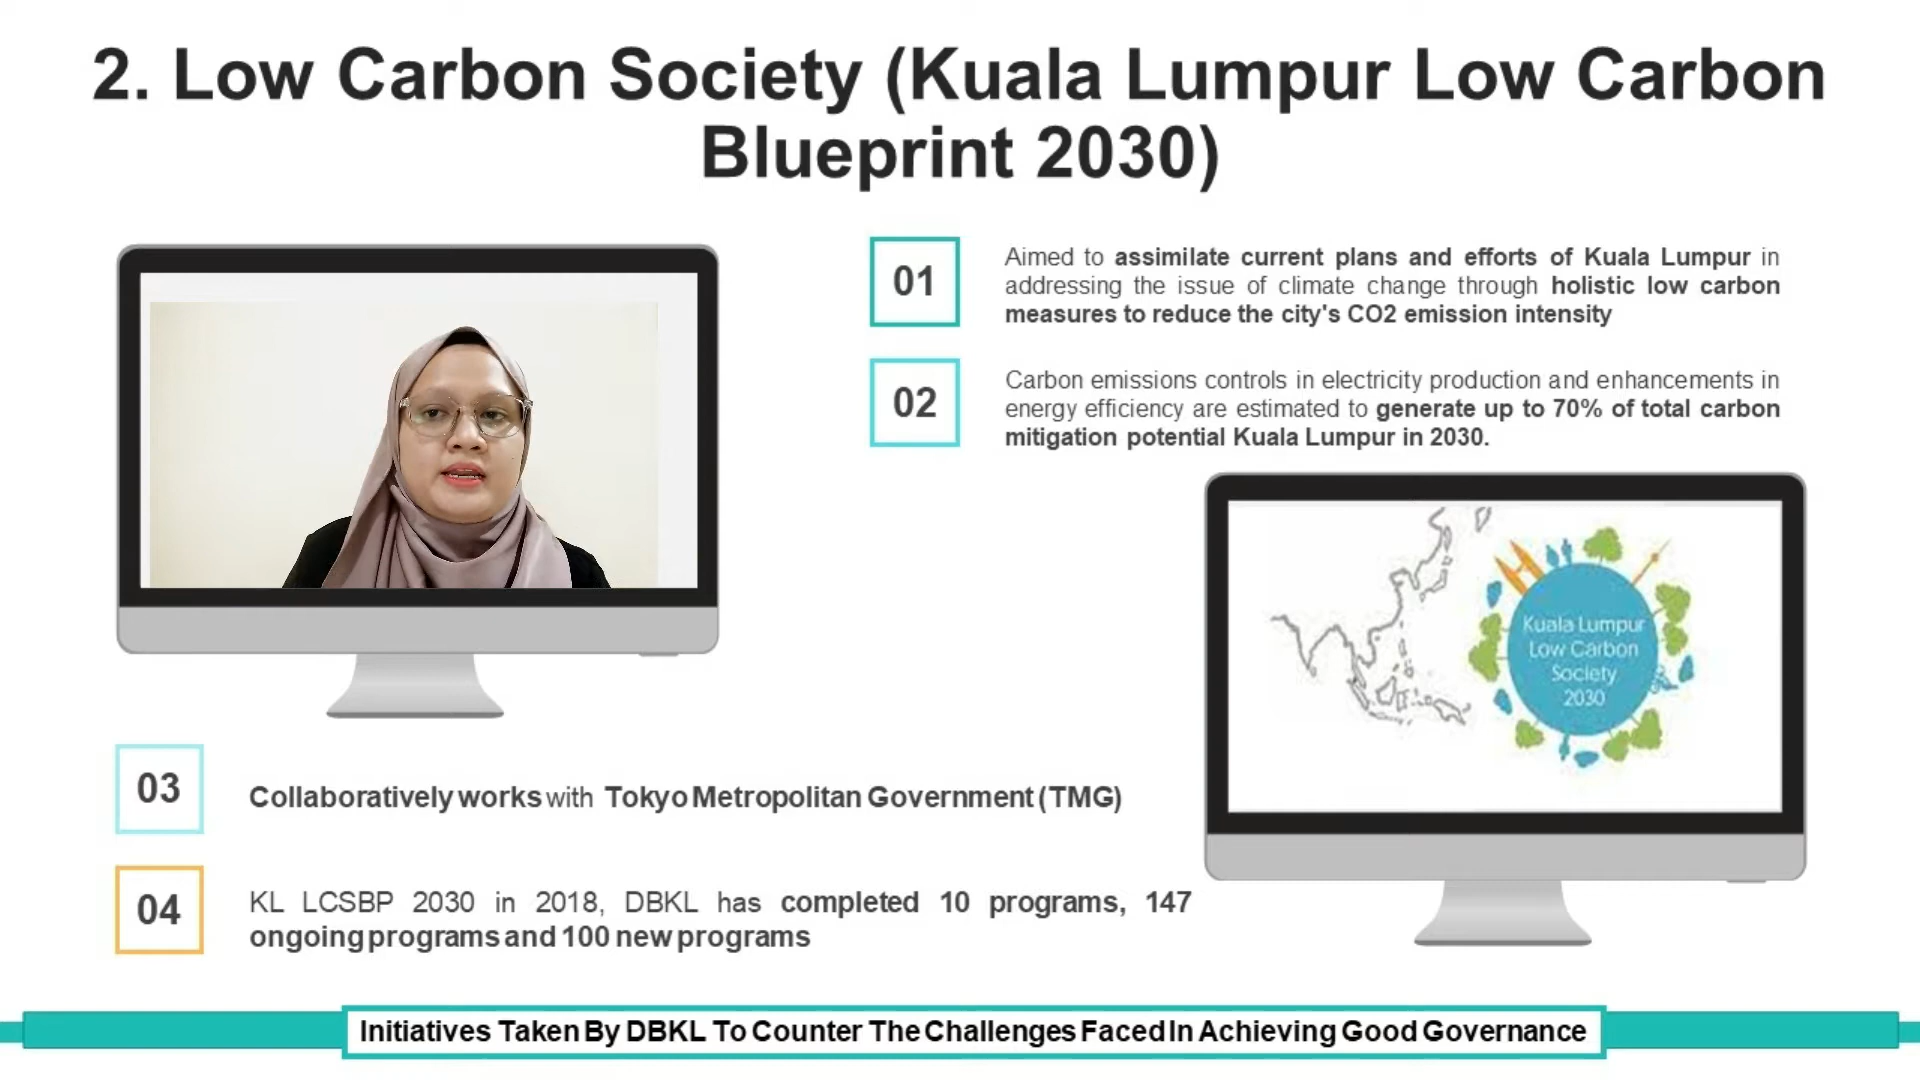 2. Low Carbon Society (Kuala Lumpur Low Carbon
Blueprint 2030)
01
Aimed to assimilate current plans and efforts of Kuala Lumpur in
addressing the issue of climate change through holistic low carbon
measures to reduce the city's CO2 emission intensity
02
Carbon emissions controls in electricity production and enhancements in
energy efficiency are estimated to generate up to 70% of total carbon
mitigation potential Kuala Lumpur in 2030.
Kuala Lumpur
Low Carbon
Society
2030
03
Collaboratively works with Tokyo Metropolitan Government (TMG)
04
KL LCSBP 2030 in 2018, DBKL has completed 10 programs, 147
ongoing programs and 100 new programs
Initiatives Taken By DBKL To Counter The Challenges Faced In Achieving Good Governance